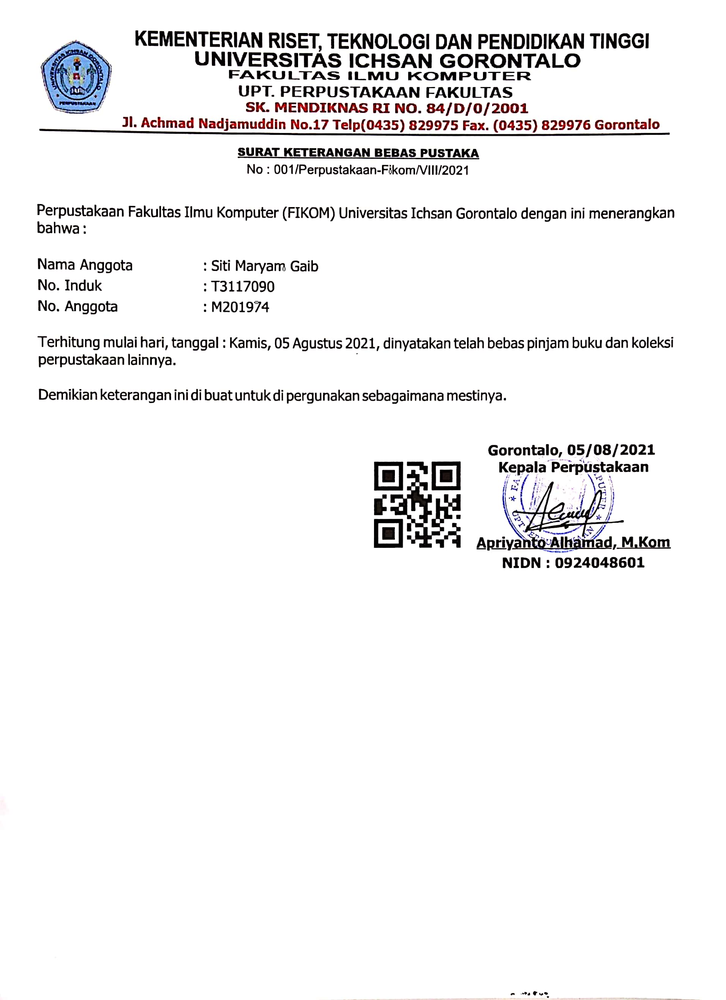 KEMENTERIAN RISET, TEKNOLOGI DAN PENDIDIKAN TINGGI
UNIVERSITAS ICHSAN GORONTALO
FAKULTAS ILMU KOMPUTER
UPT. PERPUSTAKAAN FAKULTAS
SK. MENDIKNAS RI NO. 84/D/0/2001
Jl. Achmad Nadjamuddin No.17 Telp(0435) 829975 Fax. (0435) 829976 Gorontalo
UNIVERSITAS ICHSAN GORONTALO
PERPUSTAKAAN
SURAT KETERANGAN BEBAS PUSTAKA
No : 001/Perpustakaan-Fikom/VIII/2021
Perpustakaan Fakultas Ilmu Komputer (FIKOM) Universitas Ichsan Gorontalo dengan ini menerangkan
bahwa :
Nama Anggota : Siti Maryam Gaib
No. Induk : T3117090
No. Anggota : M201974
Terhitung mulai hari, tanggal : Kamis, 05 Agustus 2021, dinyatakan telah bebas pinjam buku dan koleksi
perpustakaan lainnya.
Demikian keterangan ini di buat untuk di pergunakan sebagaimana mestinya.
Gorontalo, 05/08/2021
Kepala Perpustakaan
Apriyanto Alhamad, M.Kom
NIDN : 0924048601